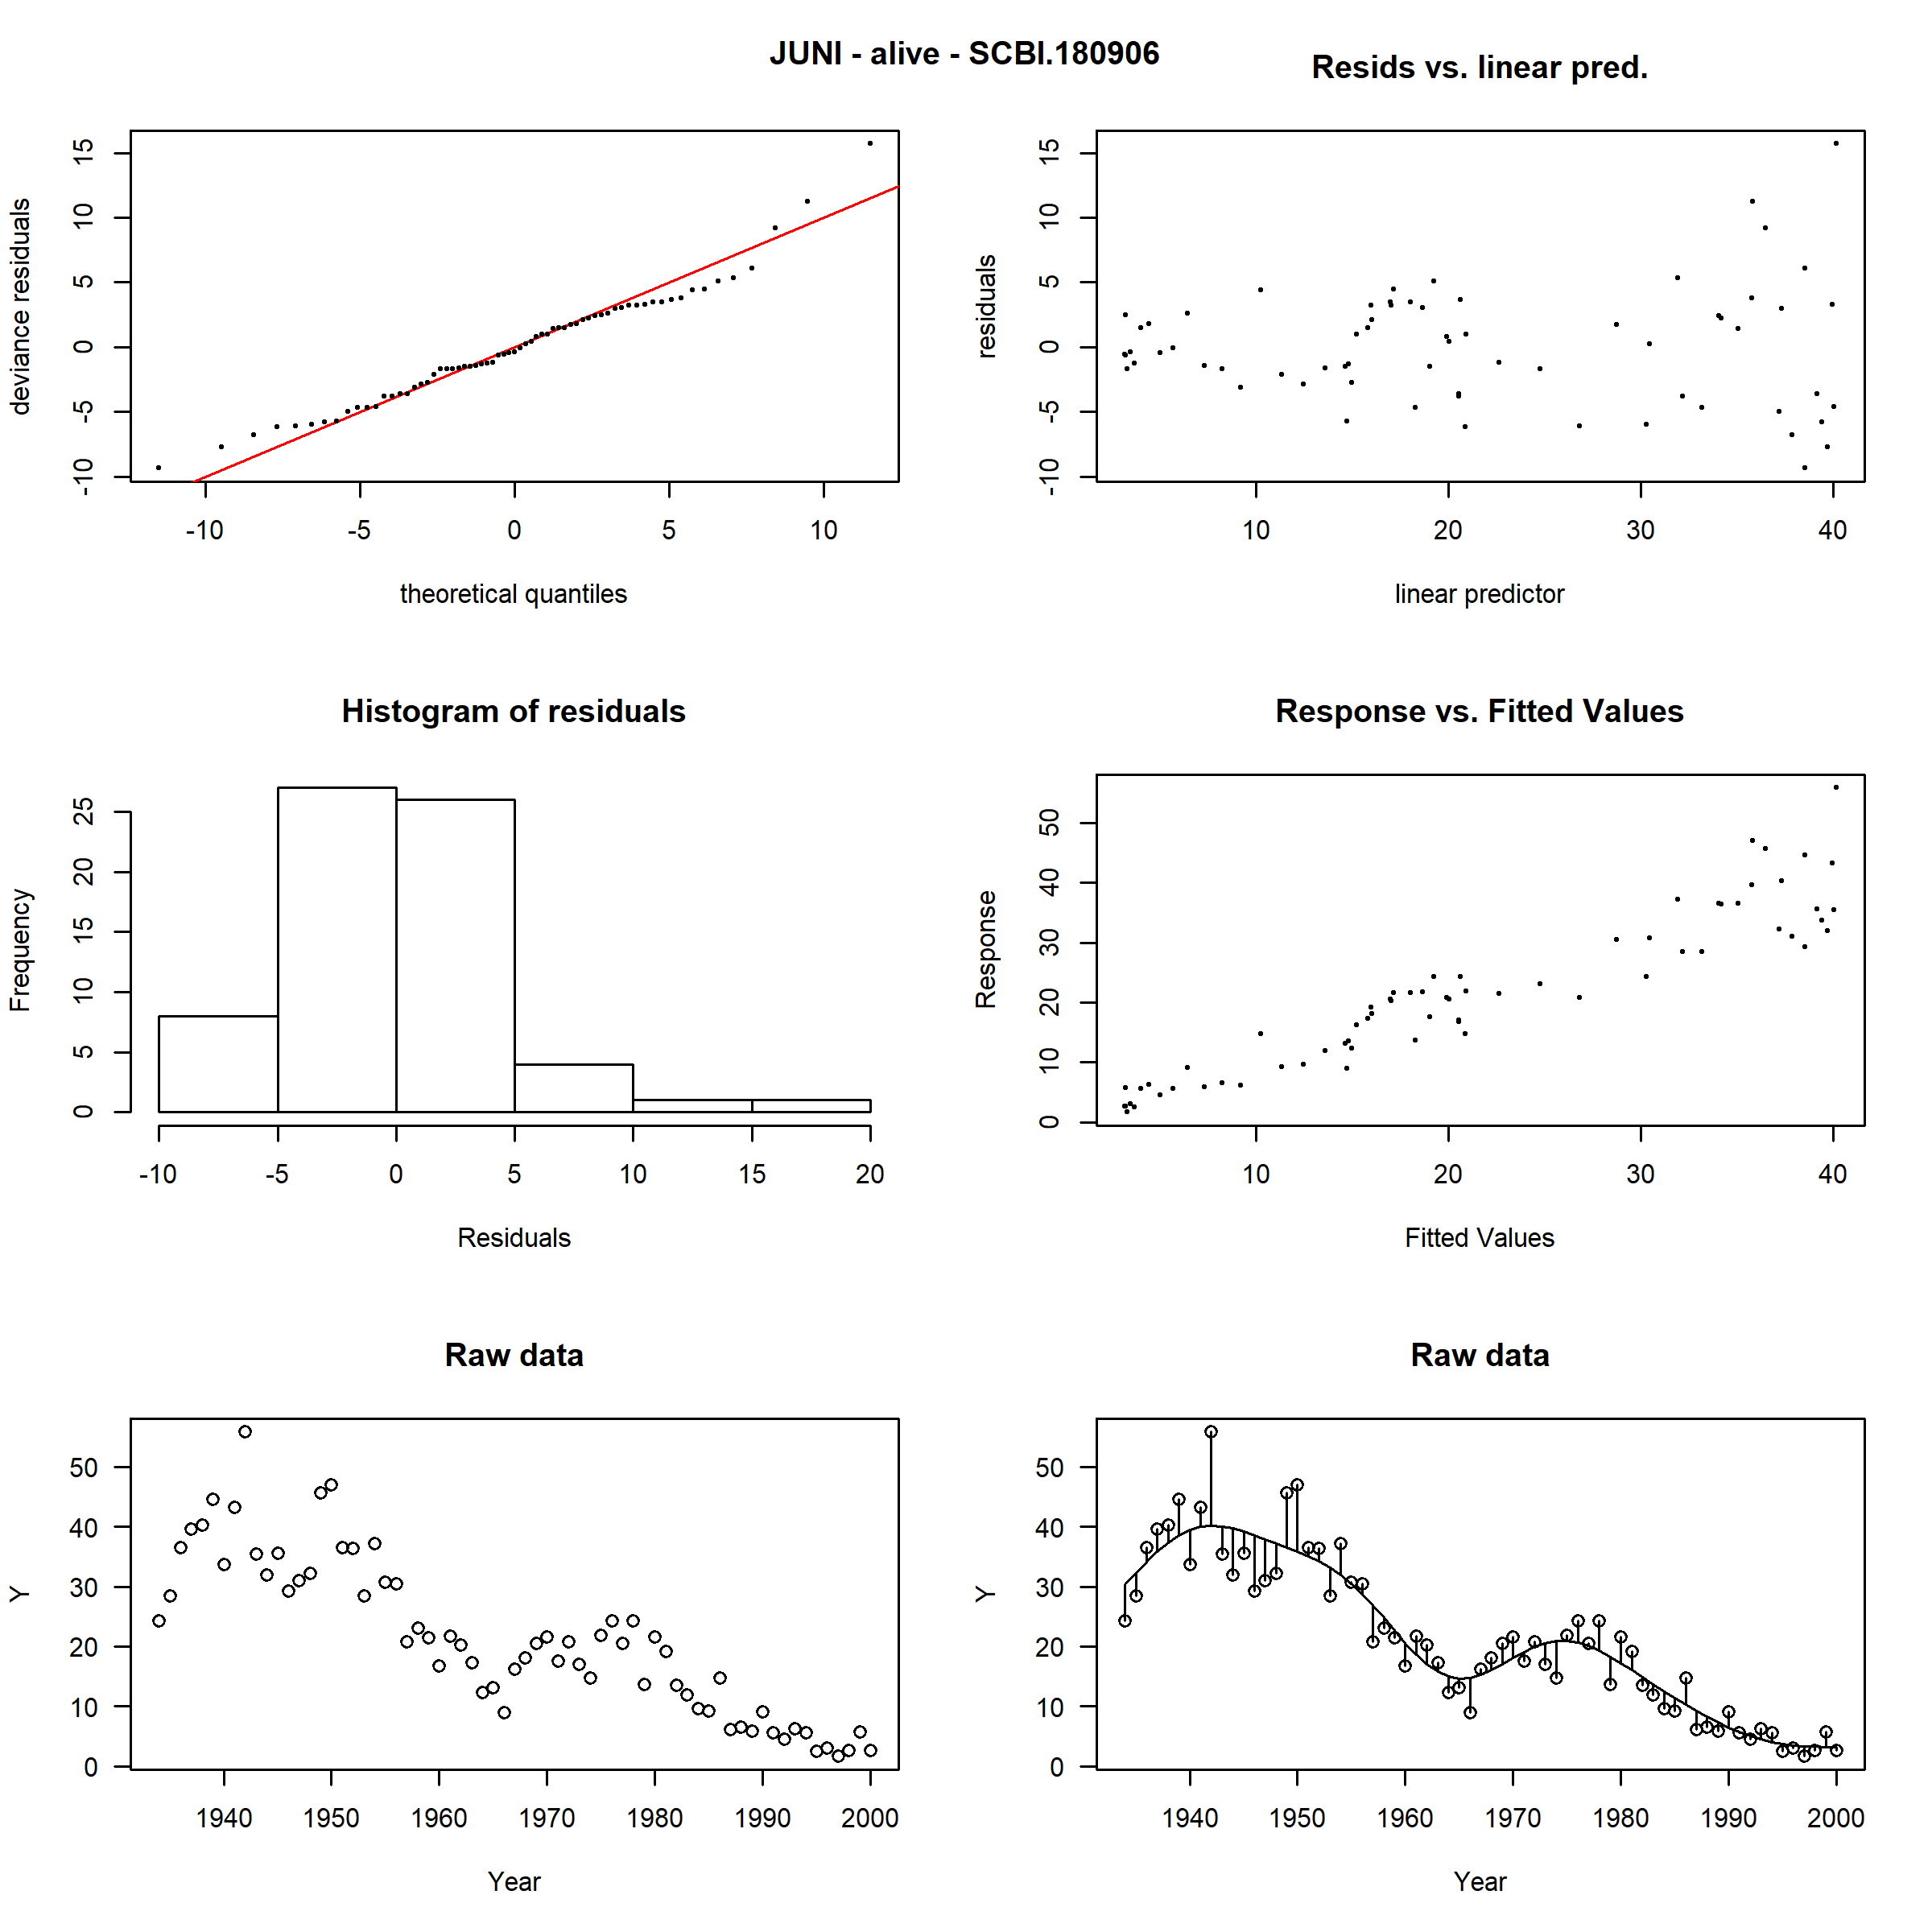 JUNI - alive - SCBI.180906
Resids vs. linear pred.
deviance residuals
-10 -5 0 5 10 15
-10 -5 0 5 10
theoretical quantiles
residuals
-10 -5 0 5 10 15
10 20 30 40
linear predictor
Histogram of residuals
Frequency
0 5 10 15 20 25
-10 -5 0 5 10 15 20
Residuals
Response vs. Fitted Values
Response
0 10 20 30 40 50
10 20 30 40
Fitted Values
Raw data
Y
0 10 20 30 40 50
1940 1950 1960 1970 1980 1990 2000
Year
Raw data
Y
0 10 20 30 40 50
1940 1950 1960 1970 1980 1990 2000
Year